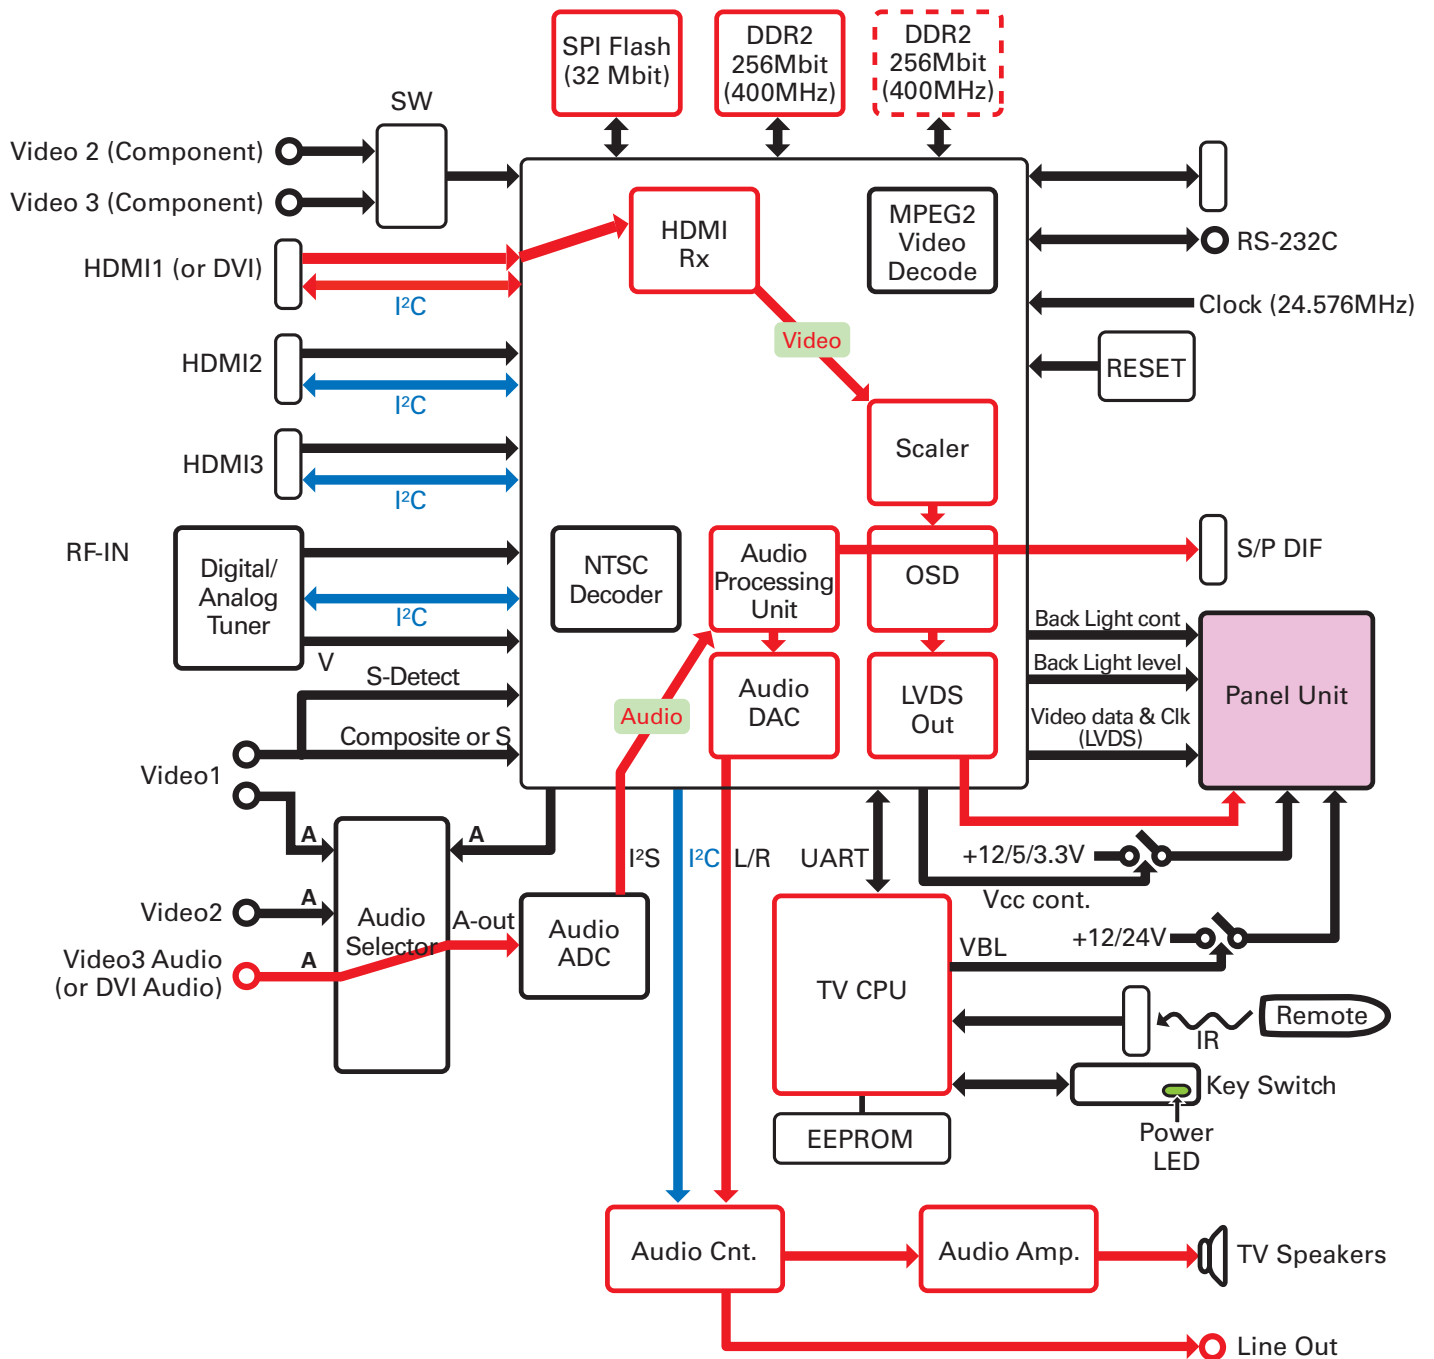 SPI Flash
(32 Mbit)
DDR2
256Mbit
(400MHz)
DDR2
256Mbit
(400MHz)
SW
Video 2 (Component)
Video 3 (Component)
HDMI1 (or DVI)
I²C
HDMI2
I²C
HDMI3
I²C
RF-IN
Digital/
Analog
Tuner
I²C
V
S-Detect
Composite or S
Video1
A
A
Video2
A
Video3 Audio
(or DVI Audio)
A
Audio
Selector
A-out
Audio
ADC
HDMI
Rx
MPEG2
Video
Decode
Video
Scaler
NTSC
Decoder
Audio
Processing
Unit
OSD
Audio
Audio
DAC
LVDS
Out
RS-232C
Clock (24.576MHz)
RESET
S/P DIF
Back Light cont
Back Light level
Video data & Clk
(LVDS)
Panel Unit
I²S
I²C
L/R
UART
+12/5/3.3V
Vcc cont.
+12/24V
VBL
TV CPU
IR
Remote
Key Switch
Power
LED
EEPROM
Audio Cnt.
Audio Amp.
TV Speakers
Line Out